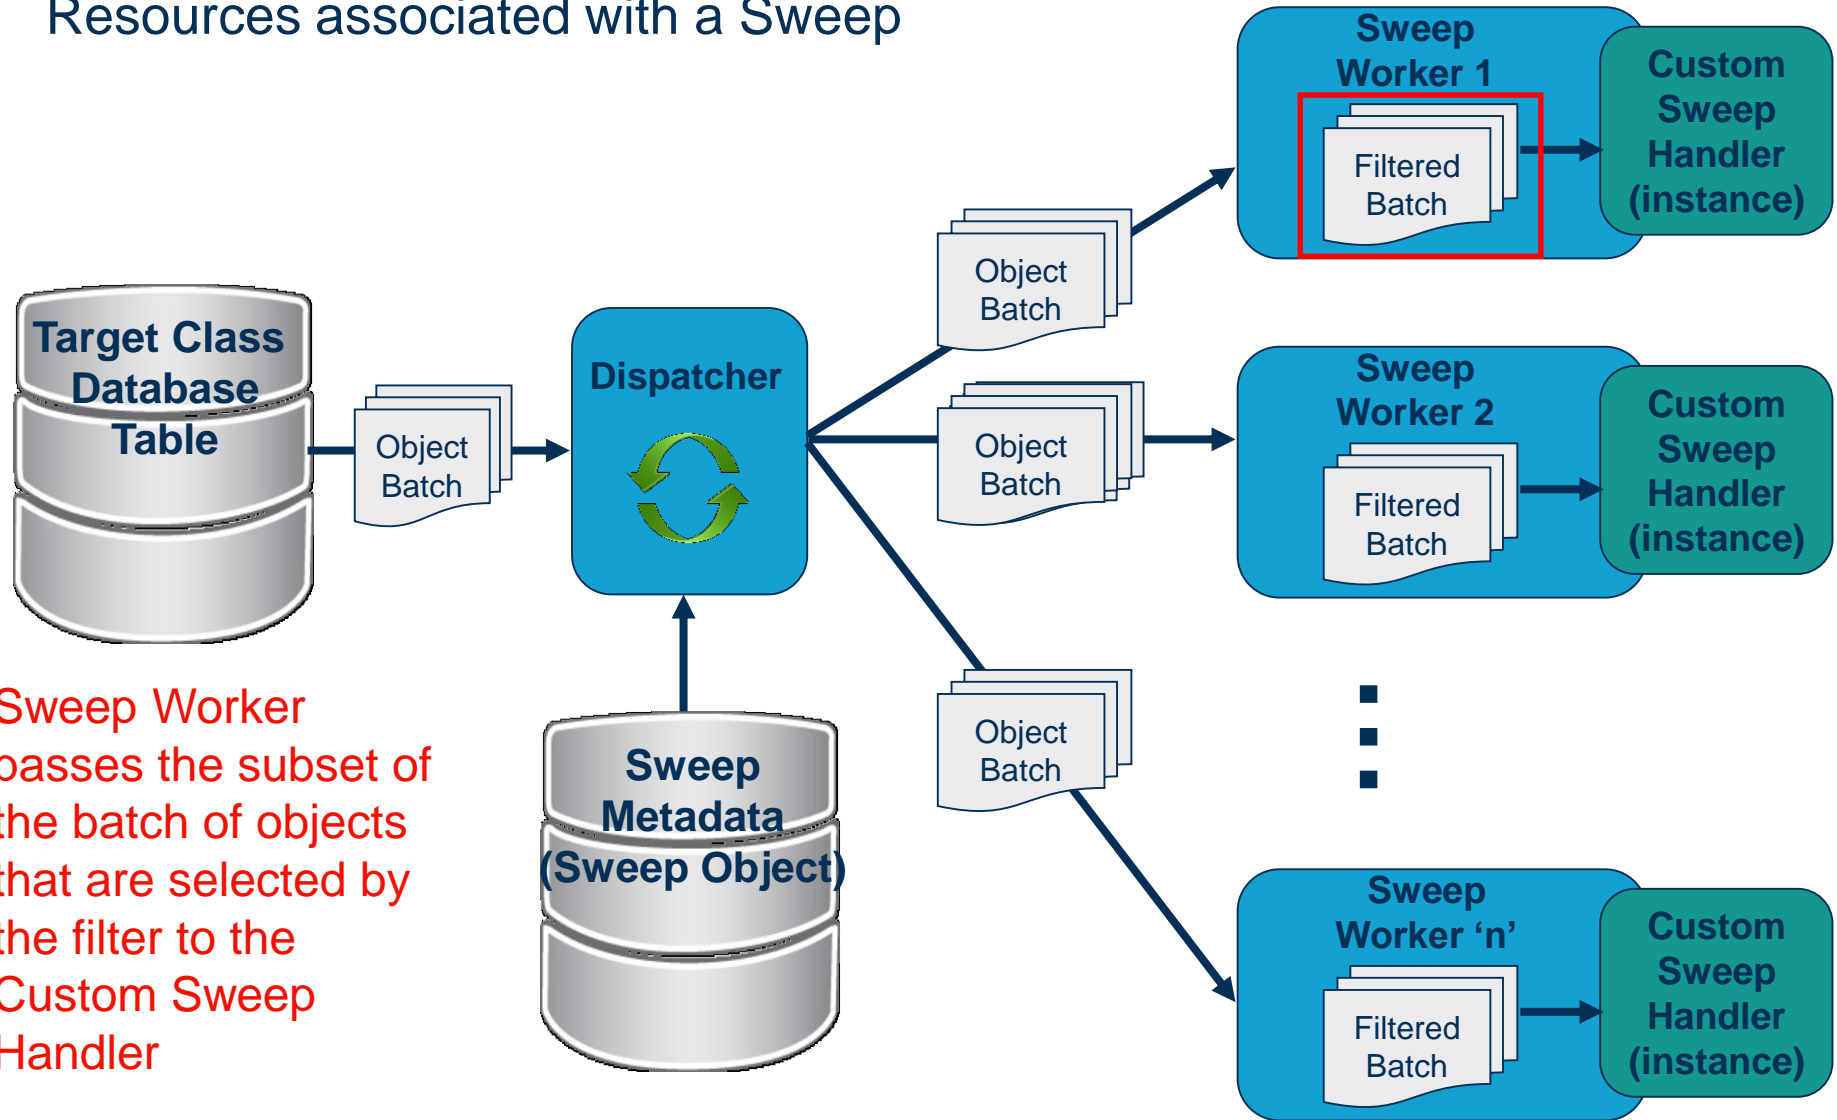 Resources associated with a Sweep
Sweep
Worker 1
Filtered
Batch
Custom
Sweep
Handler
(instance)
Object
Batch
Target Class
Database
Table
Object
Batch
Dispatcher
Object
Batch
Sweep
Worker 2
Filtered
Batch
Custom
Sweep
Handler
(instance)
Sweep Worker
passes the subset of
the batch of objects
that are selected by
the filter to the
Custom Sweep
Handler
Sweep
Metadata
(Sweep Object)
Object
Batch
Sweep
Worker ‘n’
Filtered
Batch
Custom
Sweep
Handler
(instance)